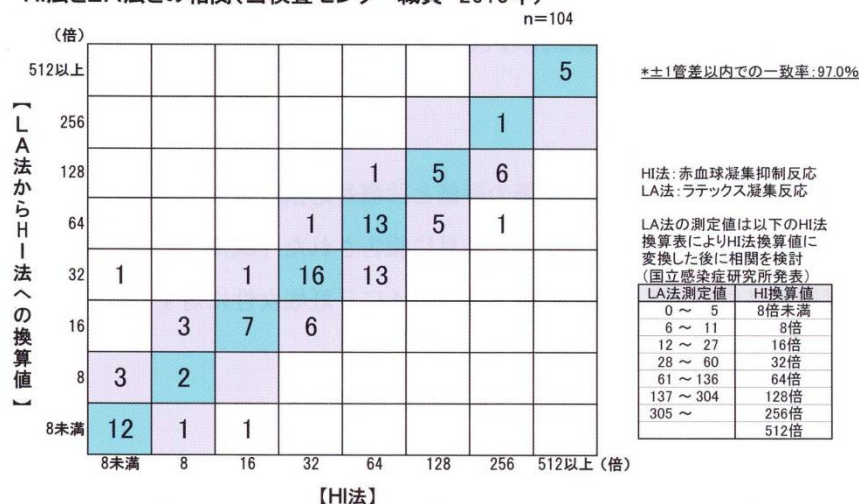 n=104
(倍)
512以上
5
*±1管差以内での一致率:97.0%
256
1
128
1
5
6
HI法:赤血球凝集抑制反応
LA法:ラテックス凝集反応
64
1
13
5
1
LA法の測定値は以下のHI法
換算表によりHI法換算値に
変換した後に相関を検討
(国立感染症研究所発表)
32
1
1
16
13
LA法測定値 HI換算値
0 ~ 5 8倍未満
6 ~ 11 8倍
12 ~ 27 16倍
28 ~ 60 32倍
61 ~ 136 64倍
137 ~ 304 128倍
305 ~ 256倍
512倍
16
3
7
6
8
3
2
8未満
12
1
1
8未満 8 16 32 64 128 256 512以上 (倍)
【HI法】
【LA法からHI法への換算値】